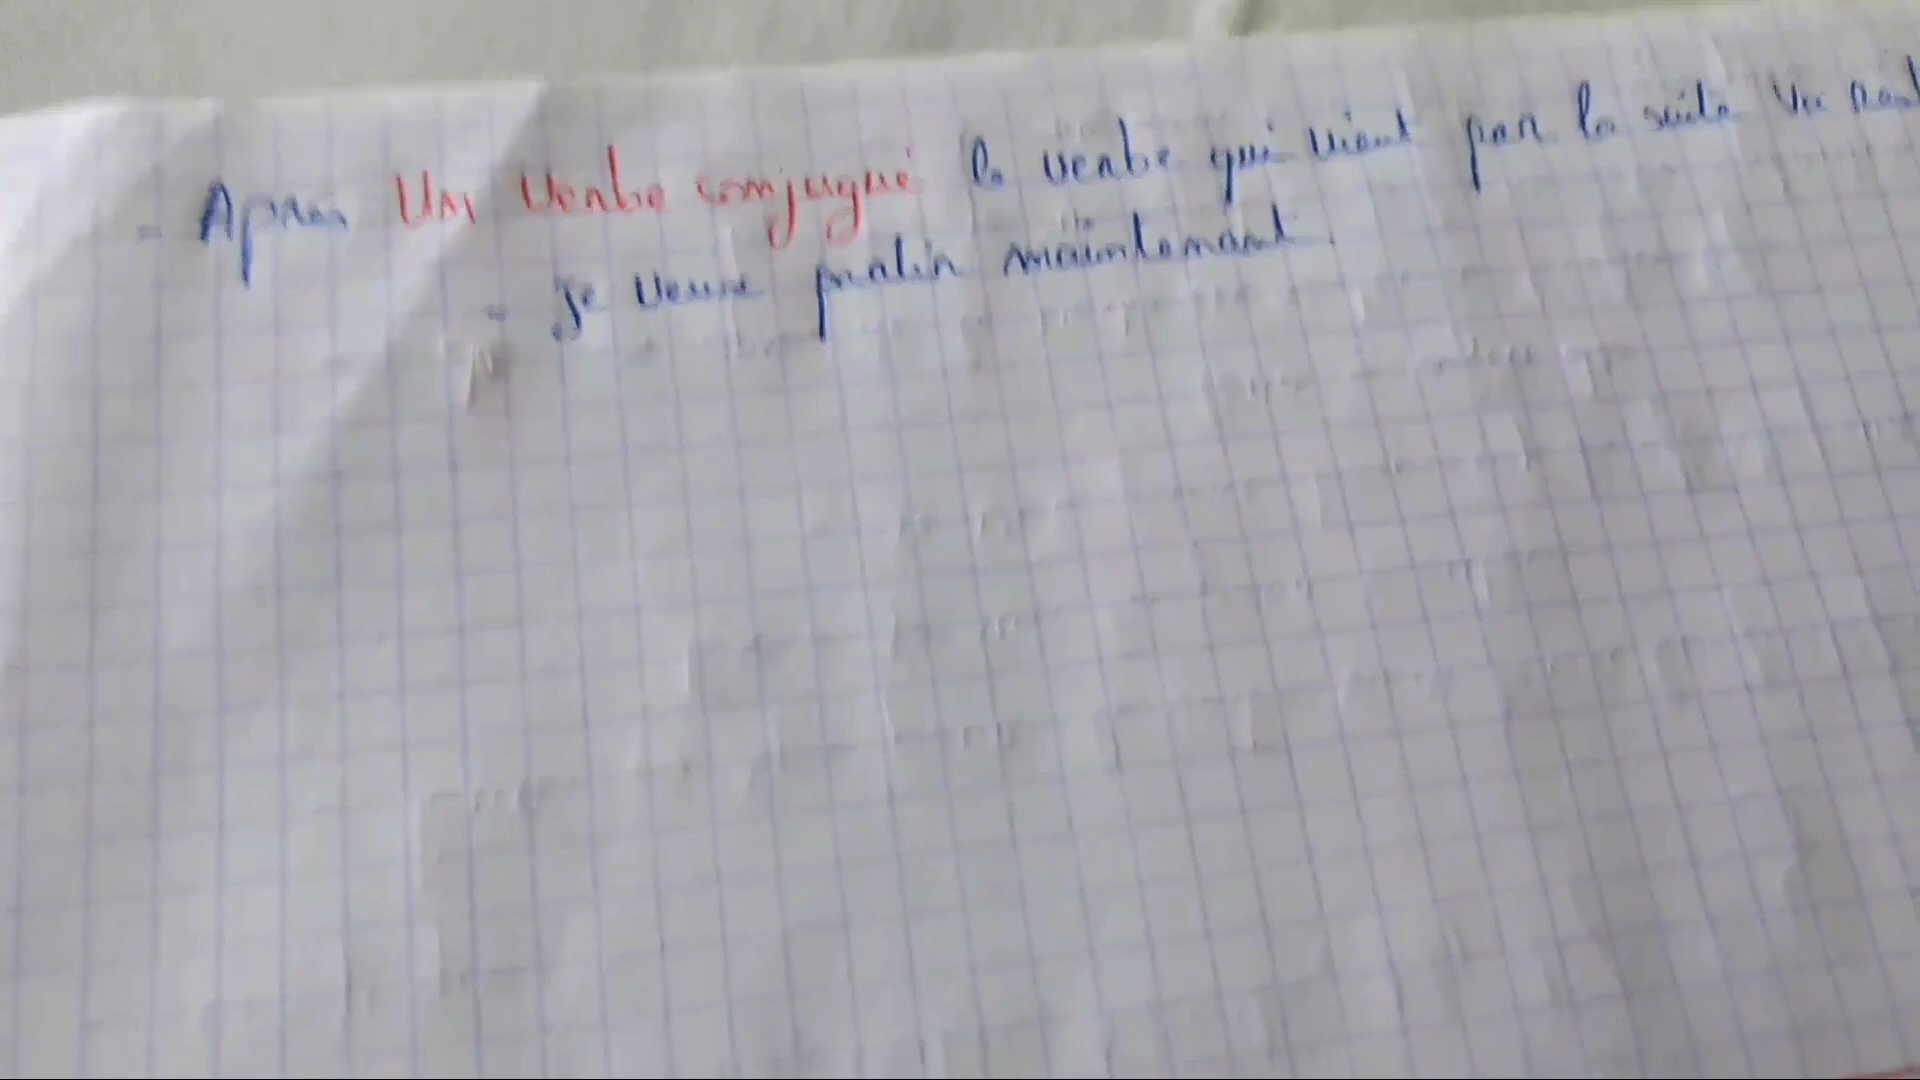 - Après Un Verbe conjugué le verbe qui vient par la suite
- je veux partir maintenant.